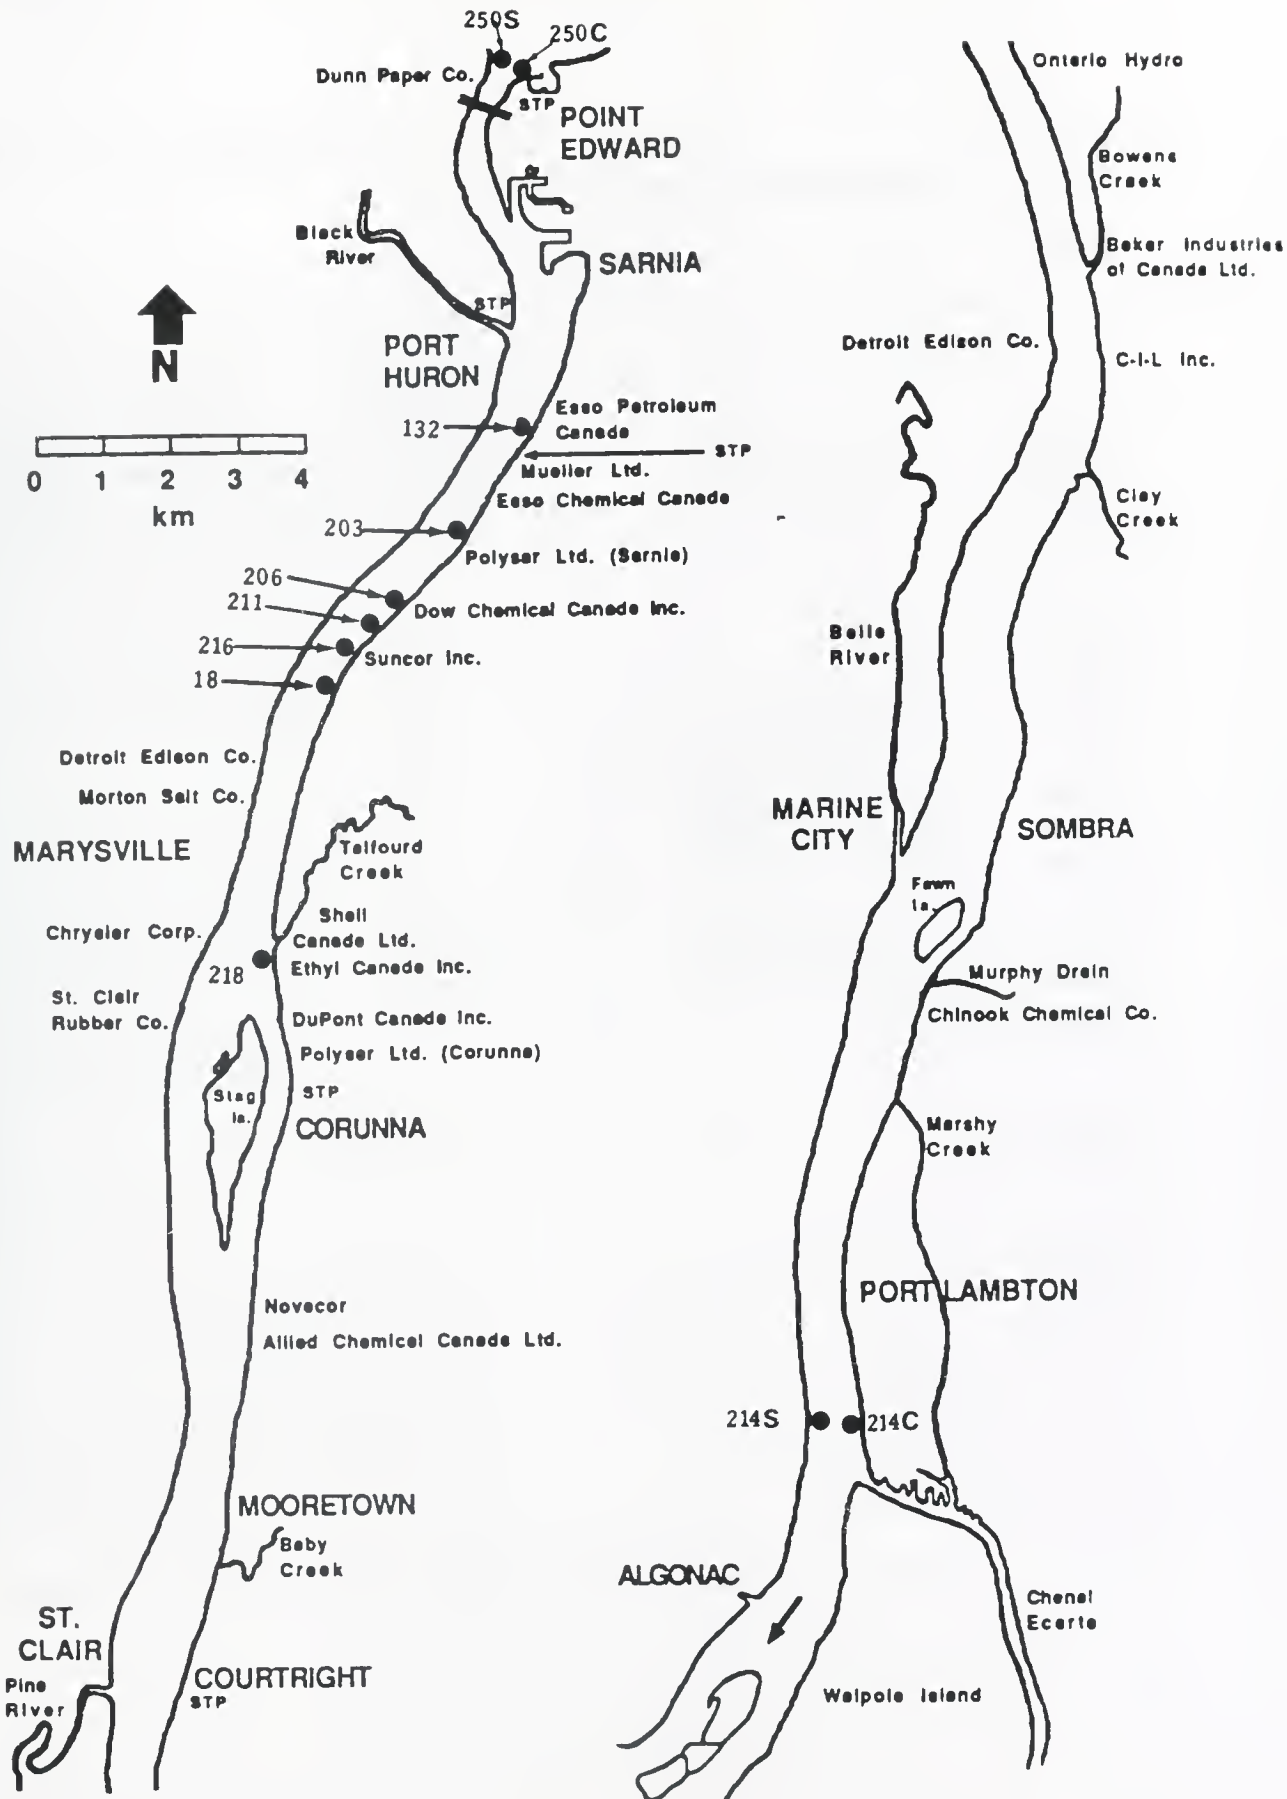 250S
250C
Dunn Paper Co.
STP
POINT
EDWARD
Black
River
SARNIA
STP
N
PORT
HURON
0 1 2 3 4
km
132
Esso Petroleum
Canada
STP
Mueller Ltd.
Esso Chemical Canada
203
Polysar Ltd. (Sarnia)
206
211
Dow Chemical Canada Inc.
216
Suncor Inc.
18
Detroit Edison Co.
Morton Salt Co.
MARYSVILLE
Talfourd
Creek
Chrysler Corp.
Shell
Canada Ltd.
218
Ethyl Canada Inc.
St. Clair
Rubber Co.
DuPont Canada Inc.
Polysar Ltd. (Corunna)
Stag
Is.
STP
CORUNNA
Novacor
Allied Chemical Canada Ltd.
MOORETOWN
Baby
Creek
ST.
CLAIR
Pine
River
COURTRIGHT
STP
Ontario Hydro
Bowens
Creek
Beker Industries
of Canada Ltd.
Detroit Edison Co.
C-I-L Inc.
Clay
Creek
Belle
River
MARINE
CITY
SOMBRA
Fawn
Is.
Murphy Drain
Chinook Chemical Co.
Marshy
Creek
PORT LAMBTON
214S
214C
ALGONAC
Chenal
Ecarte
Walpole Island